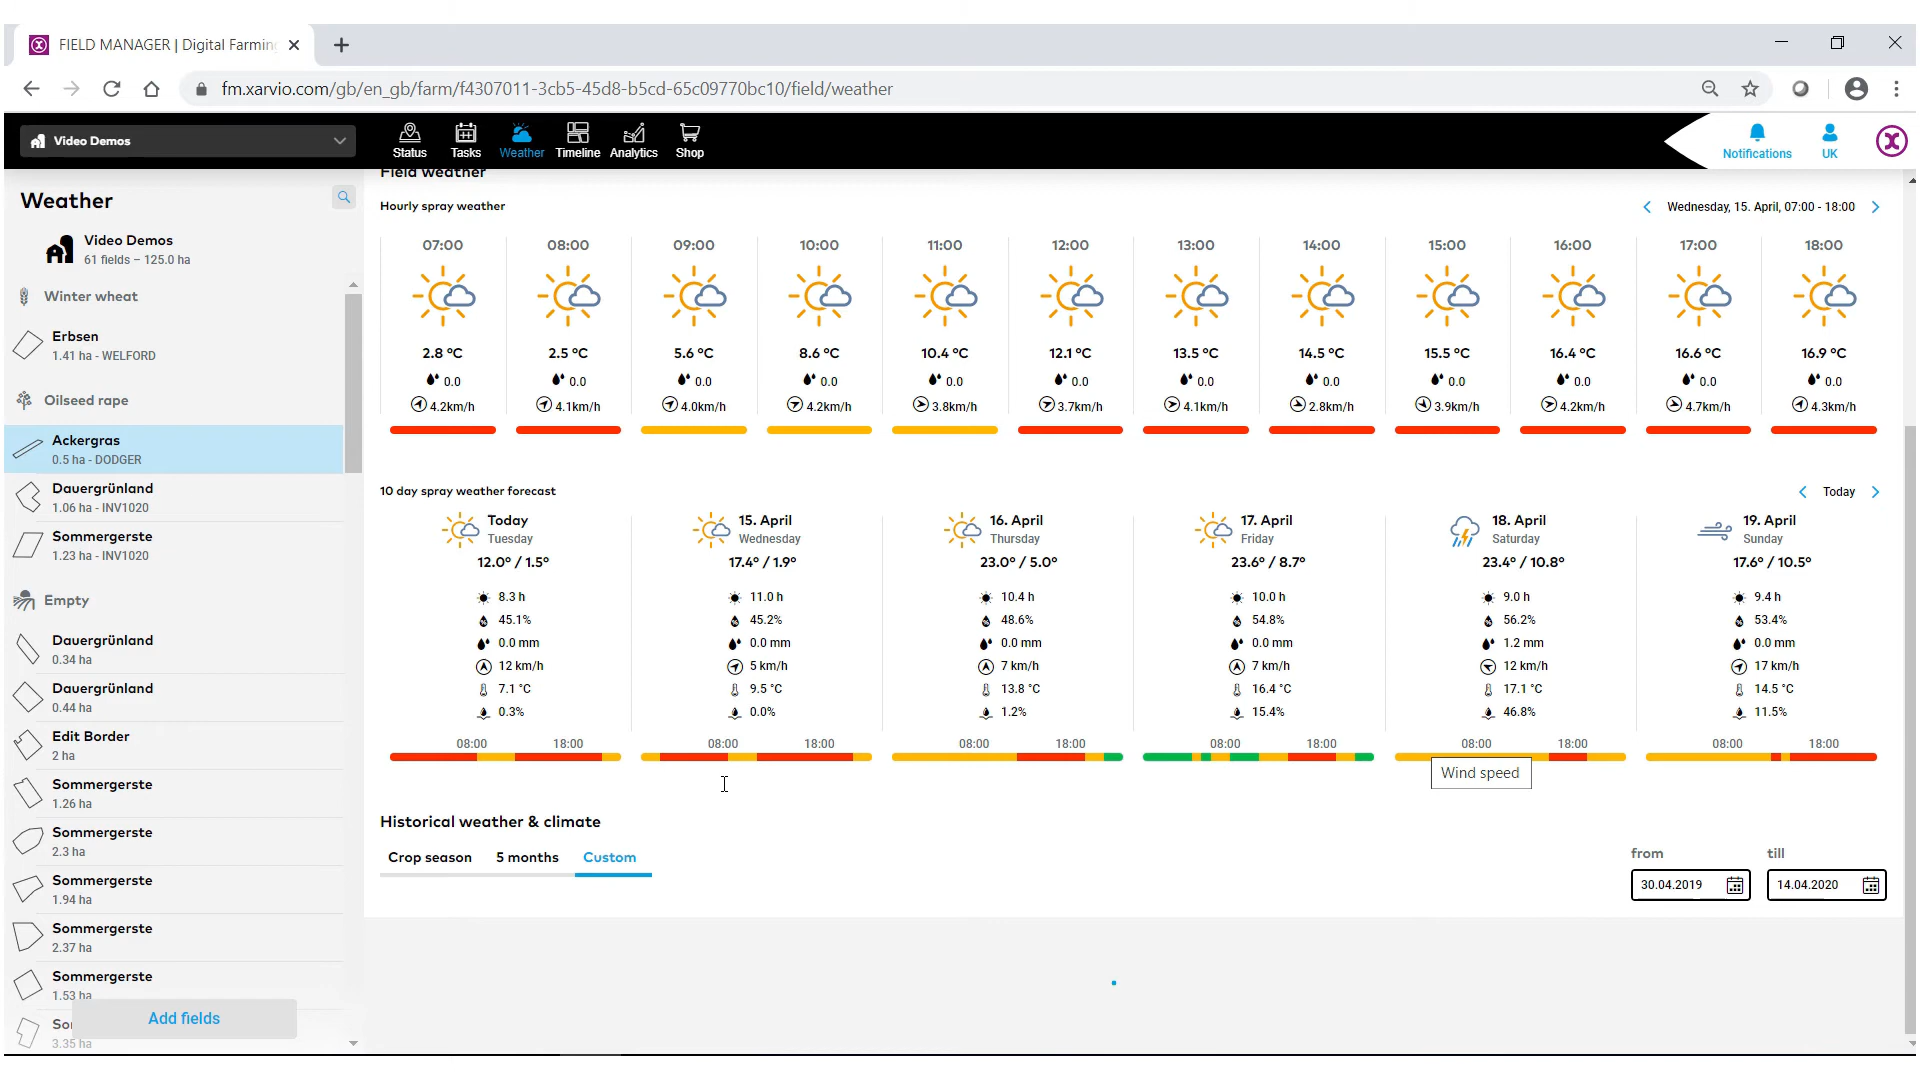 FIELD MANAGER | Digital Farmin
fm.xarvio.com/gb/en_gb/farm/f4307011-3cb5-45d8-b5cd-65c09770bc10/field/weather
Video Demos
Status Tasks Weather Timeline Analytics Shop
Notifications UK
Weather
Video Demos
61 fields – 125.0 ha
Winter wheat
Erbsen
1.41 ha - WELFORD
Oilseed rape
Ackergras
0.5 ha - DODGER
Dauergrünland
1.06 ha - INV1020
Sommergerste
1.23 ha - INV1020
Empty
Dauergrünland
0.34 ha
Dauergrünland
0.44 ha
Edit Border
2 ha
Sommergerste
1.26 ha
Sommergerste
2.3 ha
Sommergerste
1.94 ha
Sommergerste
2.37 ha
Sommergerste
1.53 ha
So
3.35 ha
Add fields
Field weather
Hourly spray weather
Wednesday, 15. April, 07:00 - 18:00
07:00 08:00 09:00 10:00 11:00 12:00 13:00 14:00 15:00 16:00 17:00 18:00
2.8 °C 2.5 °C 5.6 °C 8.6 °C 10.4 °C 12.1 °C 13.5 °C 14.5 °C 15.5 °C 16.4 °C 16.6 °C 16.9 °C
0.0 0.0 0.0 0.0 0.0 0.0 0.0 0.0 0.0 0.0 0.0 0.0
4.2km/h 4.1km/h 4.0km/h 4.2km/h 3.8km/h 3.7km/h 4.1km/h 2.8km/h 3.9km/h 4.2km/h 4.7km/h 4.3km/h
10 day spray weather forecast
Today
Today 15. April 16. April 17. April 18. April 19. April
Tuesday Wednesday Thursday Friday Saturday Sunday
12.0° / 1.5° 17.4° / 1.9° 23.0° / 5.0° 23.6° / 8.7° 23.4° / 10.8° 17.6° / 10.5°
8.3 h 11.0 h 10.4 h 10.0 h 9.0 h 9.4 h
45.1% 45.2% 48.6% 54.8% 56.2% 53.4%
0.0 mm 0.0 mm 0.0 mm 0.0 mm 1.2 mm 0.0 mm
12 km/h 5 km/h 7 km/h 7 km/h 12 km/h 17 km/h
7.1 °C 9.5 °C 13.8 °C 16.4 °C 17.1 °C 14.5 °C
0.3% 0.0% 1.2% 15.4% 46.8% 11.5%
08:00 18:00 08:00 18:00 08:00 18:00 08:00 18:00 08:00 18:00 08:00 18:00
Wind speed
Historical weather & climate
Crop season 5 months Custom
from till
30.04.2019 14.04.2020